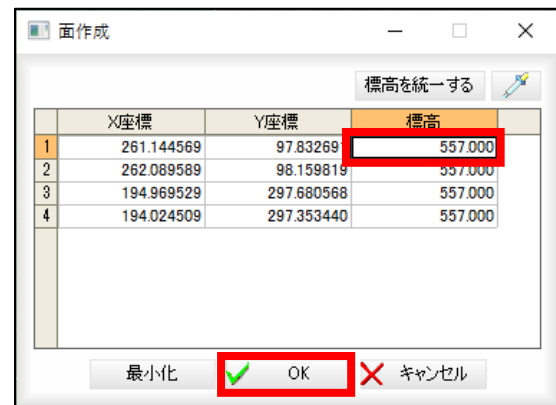 面作成
標高を統一する
X座標 Y座標 標高
1 261.144569 97.83269 557.000
2 262.089589 98.159819 557.000
3 194.969529 297.680568 557.000
4 194.024509 297.353440 557.000
最小化 OK キャンセル